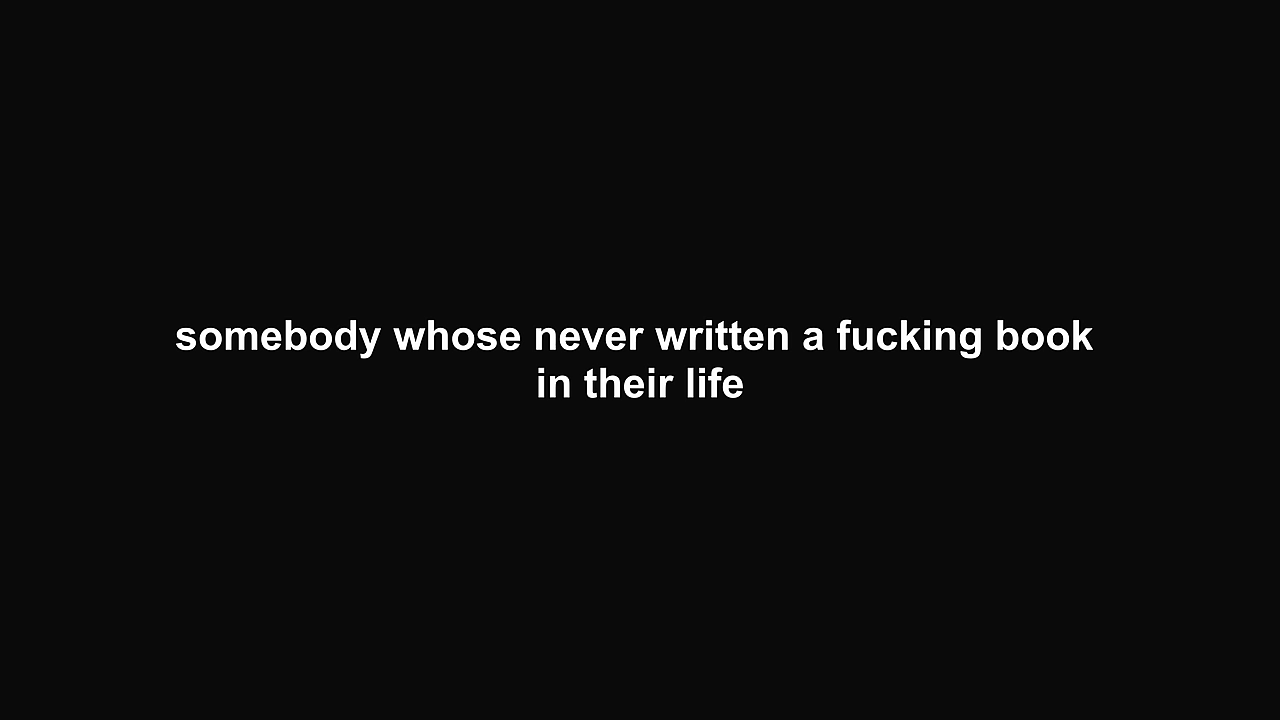 somebody whose never written a fucking book
in their life